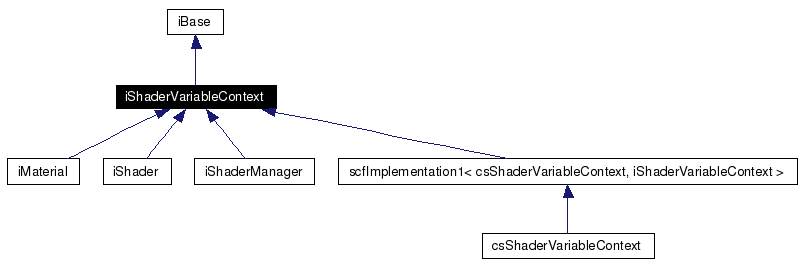 iBase
iShaderVariableContext
iMaterial
iShader
iShaderManager
scfImplementation1< csShaderVariableContext, iShaderVariableContext >
csShaderVariableContext